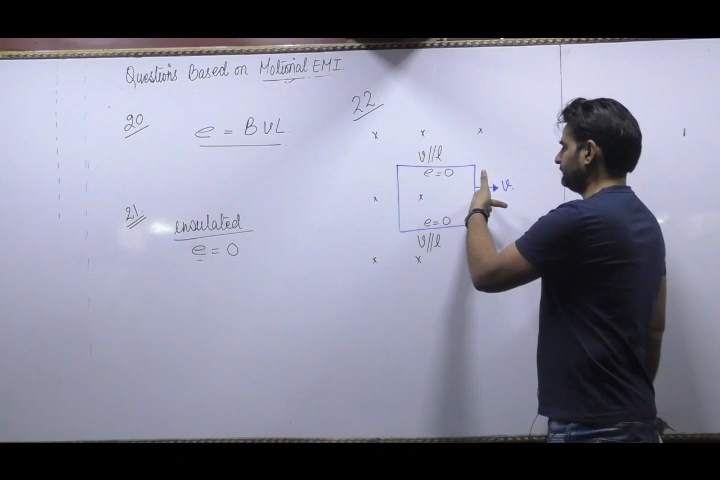 Questions Based on Motional EMI.
20
e = BVL
21.
insulated
e = 0
22
x x x
V//l
e=0
V.
x x
e=0
V//l
x x